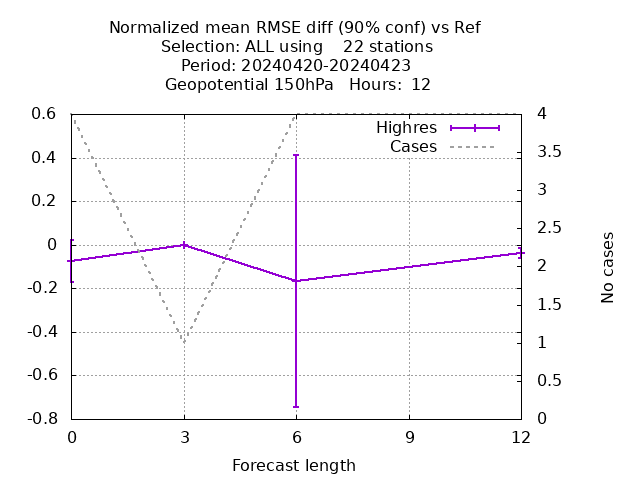 Normalized mean RMSE diff (90% conf) vs Ref
Selection: ALL using    22 stations
Period: 20240420-20240423
Geopotential 150hPa   Hours:  12
Highres
Cases
0.6
0.4
0.2
0
-0.2
-0.4
-0.6
-0.8
4
3.5
3
2.5
2
1.5
1
0.5
0
No cases
0
3
6
9
12
Forecast length